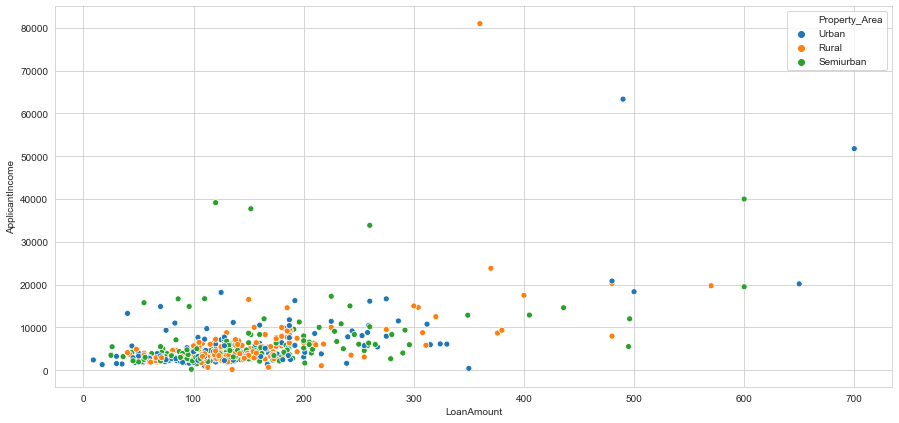 80000
70000
60000
50000
40000
30000
20000
10000
0
ApplicantIncome
Property_Area
Urban
Rural
Semiurban
0 100 200 300 400 500 600 700
LoanAmount